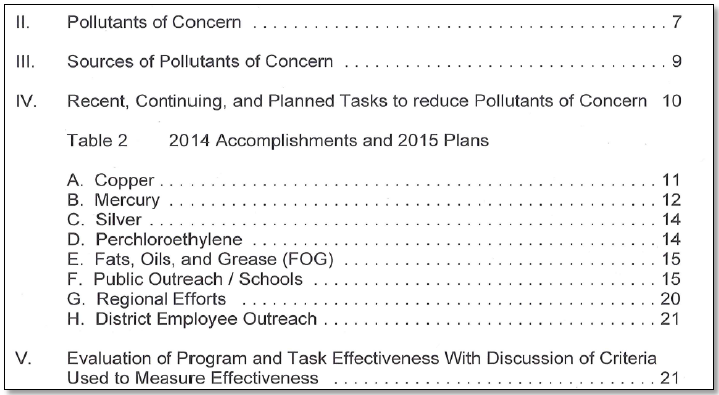 II. Pollutants of Concern . . . . . . . . . . . . . . . . . . . . . . . . . . . . . . . . . . 7
III. Sources of Pollutants of Concern . . . . . . . . . . . . . . . . . . . . . . . . . . 9
IV. Recent, Continuing, and Planned Tasks to reduce Pollutants of Concern 10
Table 2 2014 Accomplishments and 2015 Plans
A. Copper . . . . . . . . . . . . . . . . . . . . . . . . . . . . . . . . . . . . . . . 11
B. Mercury . . . . . . . . . . . . . . . . . . . . . . . . . . . . . . . . . . . . . . 12
C. Silver . . . . . . . . . . . . . . . . . . . . . . . . . . . . . . . . . . . . . . . . 14
D. Perchloroethylene . . . . . . . . . . . . . . . . . . . . . . . . . . . . . . . . 14
E. Fats, Oils, and Grease (FOG) . . . . . . . . . . . . . . . . . . . . . . . . . 15
F. Public Outreach / Schools . . . . . . . . . . . . . . . . . . . . . . . . . . . 15
G. Regional Efforts . . . . . . . . . . . . . . . . . . . . . . . . . . . . . . . . . 20
H. District Employee Outreach . . . . . . . . . . . . . . . . . . . . . . . . . . 21
V. Evaluation of Program and Task Effectiveness With Discussion of Criteria
Used to Measure Effectiveness . . . . . . . . . . . . . . . . . . . . . . . . . . 21